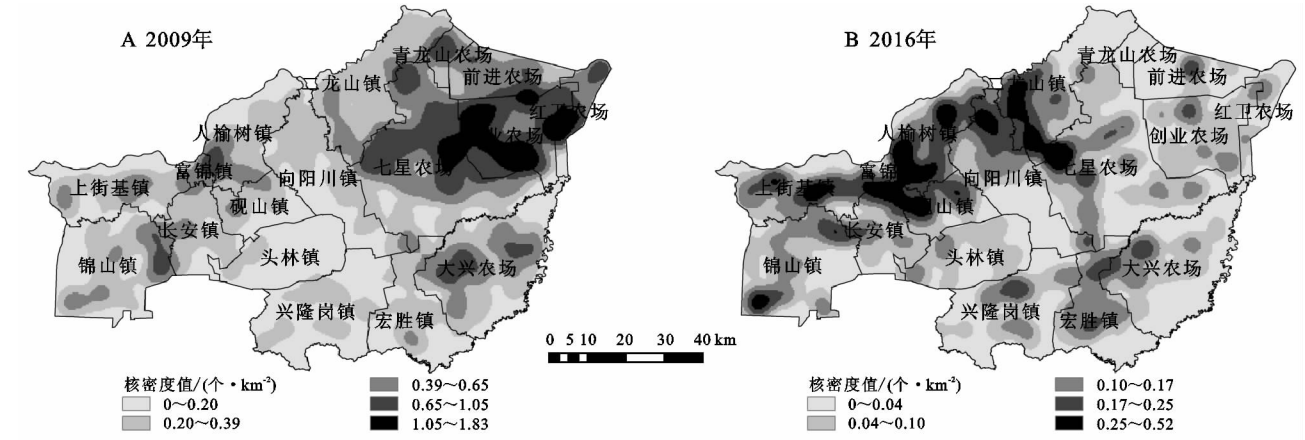 A 2009年
青龙山农场
前进农场
龙山镇
红卫农场
业农场
人榆树镇
七星农场
富锦镇
上街基镇
向阳川镇
砚山镇
长安镇
头林镇
锦山镇
大兴农场
兴隆岗镇
宏胜镇
核密度值/(个·km⁻²)
0~0.20
0.20~0.39
0.39~0.65
0.65~1.05
1.05~1.83
0 5 10 20 30 40 km
B 2016年
青龙山农场
前进农场
山镇
红卫农场
创业农场
人榆树镇
七星农场
富锦
上街基
向阳川镇
山镇
长安镇
头林镇
锦山镇
大兴农场
兴隆岗镇
宏胜镇
核密度值/(个·km⁻²)
0~0.04
0.04~0.10
0.10~0.17
0.17~0.25
0.25~0.52